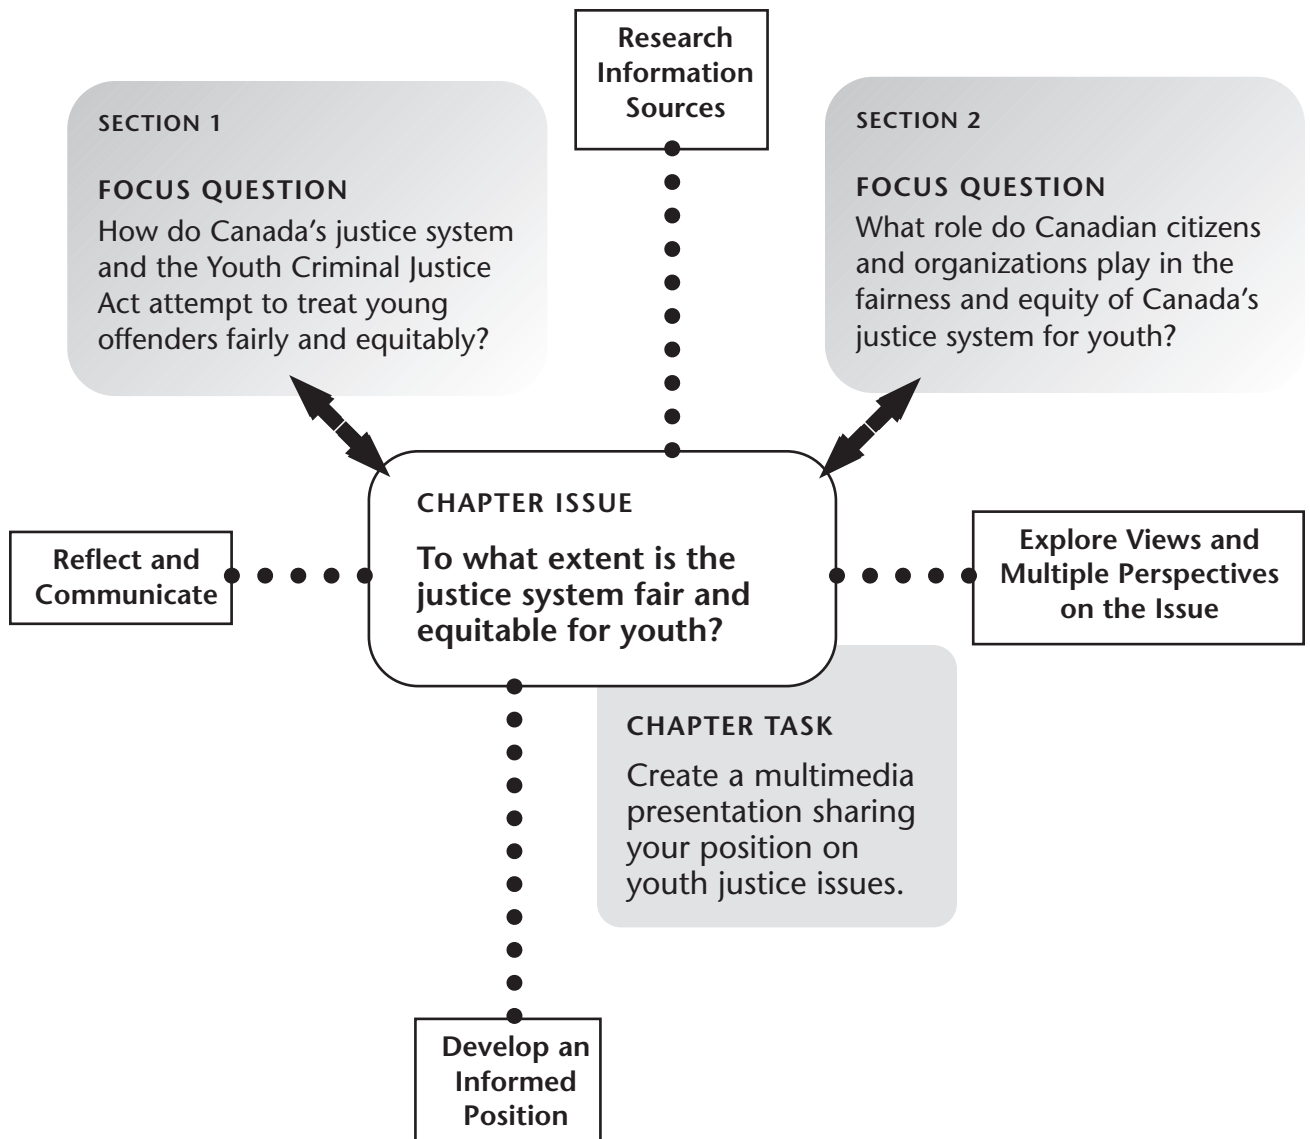 Research
Information
Sources
SECTION 1
FOCUS QUESTION
How do Canada’s justice system
and the Youth Criminal Justice
Act attempt to treat young
offenders fairly and equitably?
SECTION 2
FOCUS QUESTION
What role do Canadian citizens
and organizations play in the
fairness and equity of Canada’s
justice system for youth?
CHAPTER ISSUE
To what extent is the
justice system fair and
equitable for youth?
Reflect and
Communicate
Explore Views and
Multiple Perspectives
on the Issue
CHAPTER TASK
Create a multimedia
presentation sharing
your position on
youth justice issues.
Develop an
Informed
Position